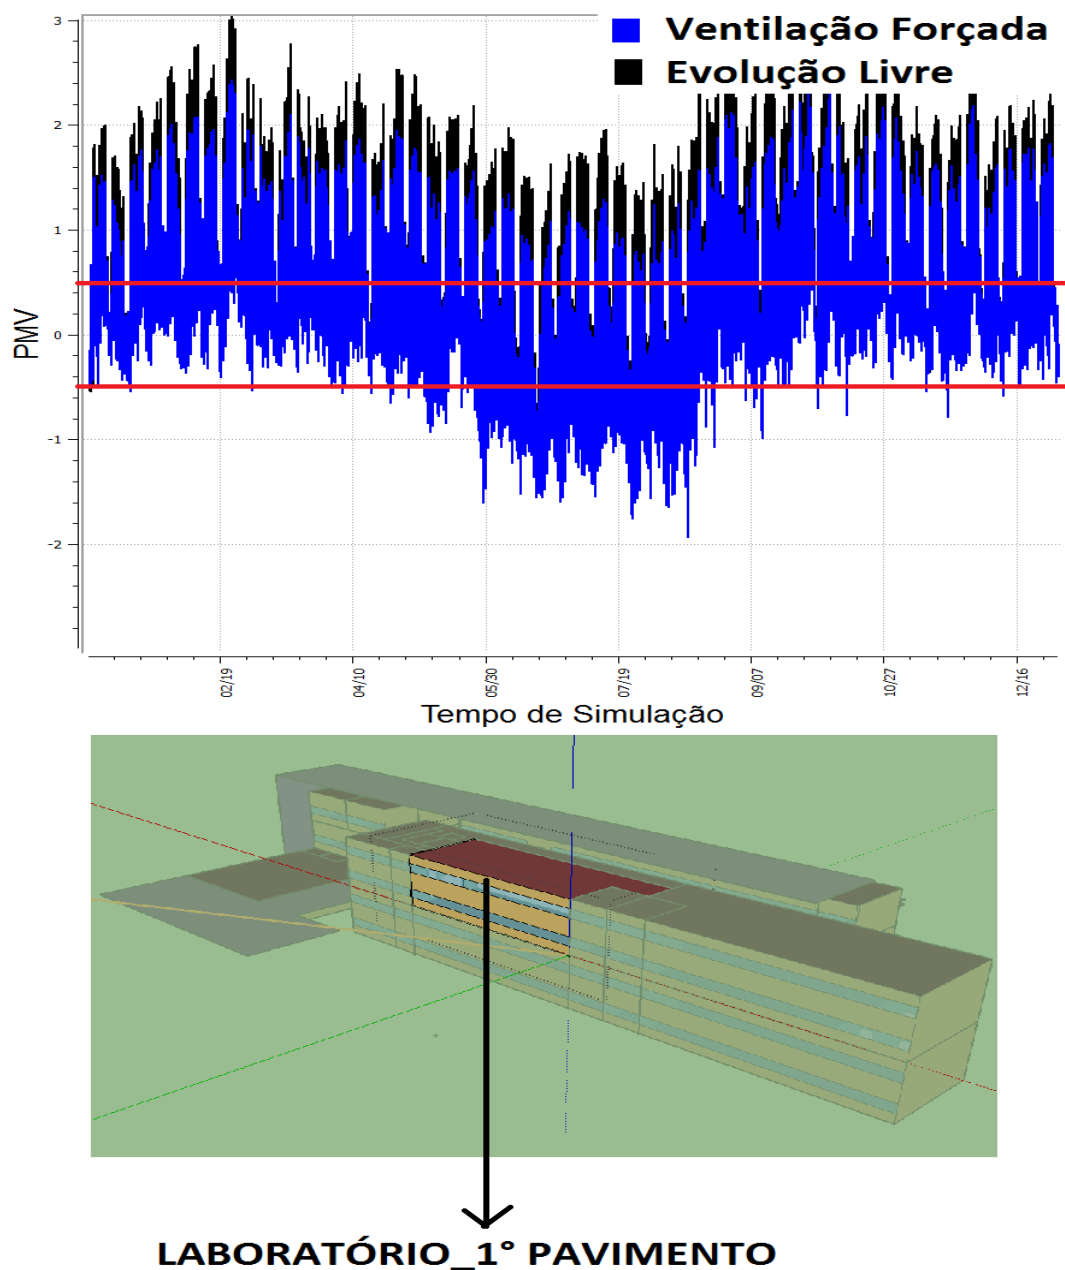 Ventilação Forçada
Evolução Livre
3
2
1
0
-1
-2
PMV
02/19
04/10
05/30
07/19
09/07
10/27
12/16
Tempo de Simulação
LABORATÓRIO_1° PAVIMENTO